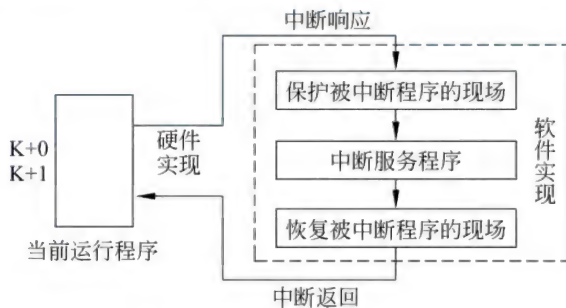 中断响应
保护被中断程序的现场
中断服务程序
恢复被中断程序的现场
软件实现
硬件
实现
K+0
K+1
当前运行程序
中断返回